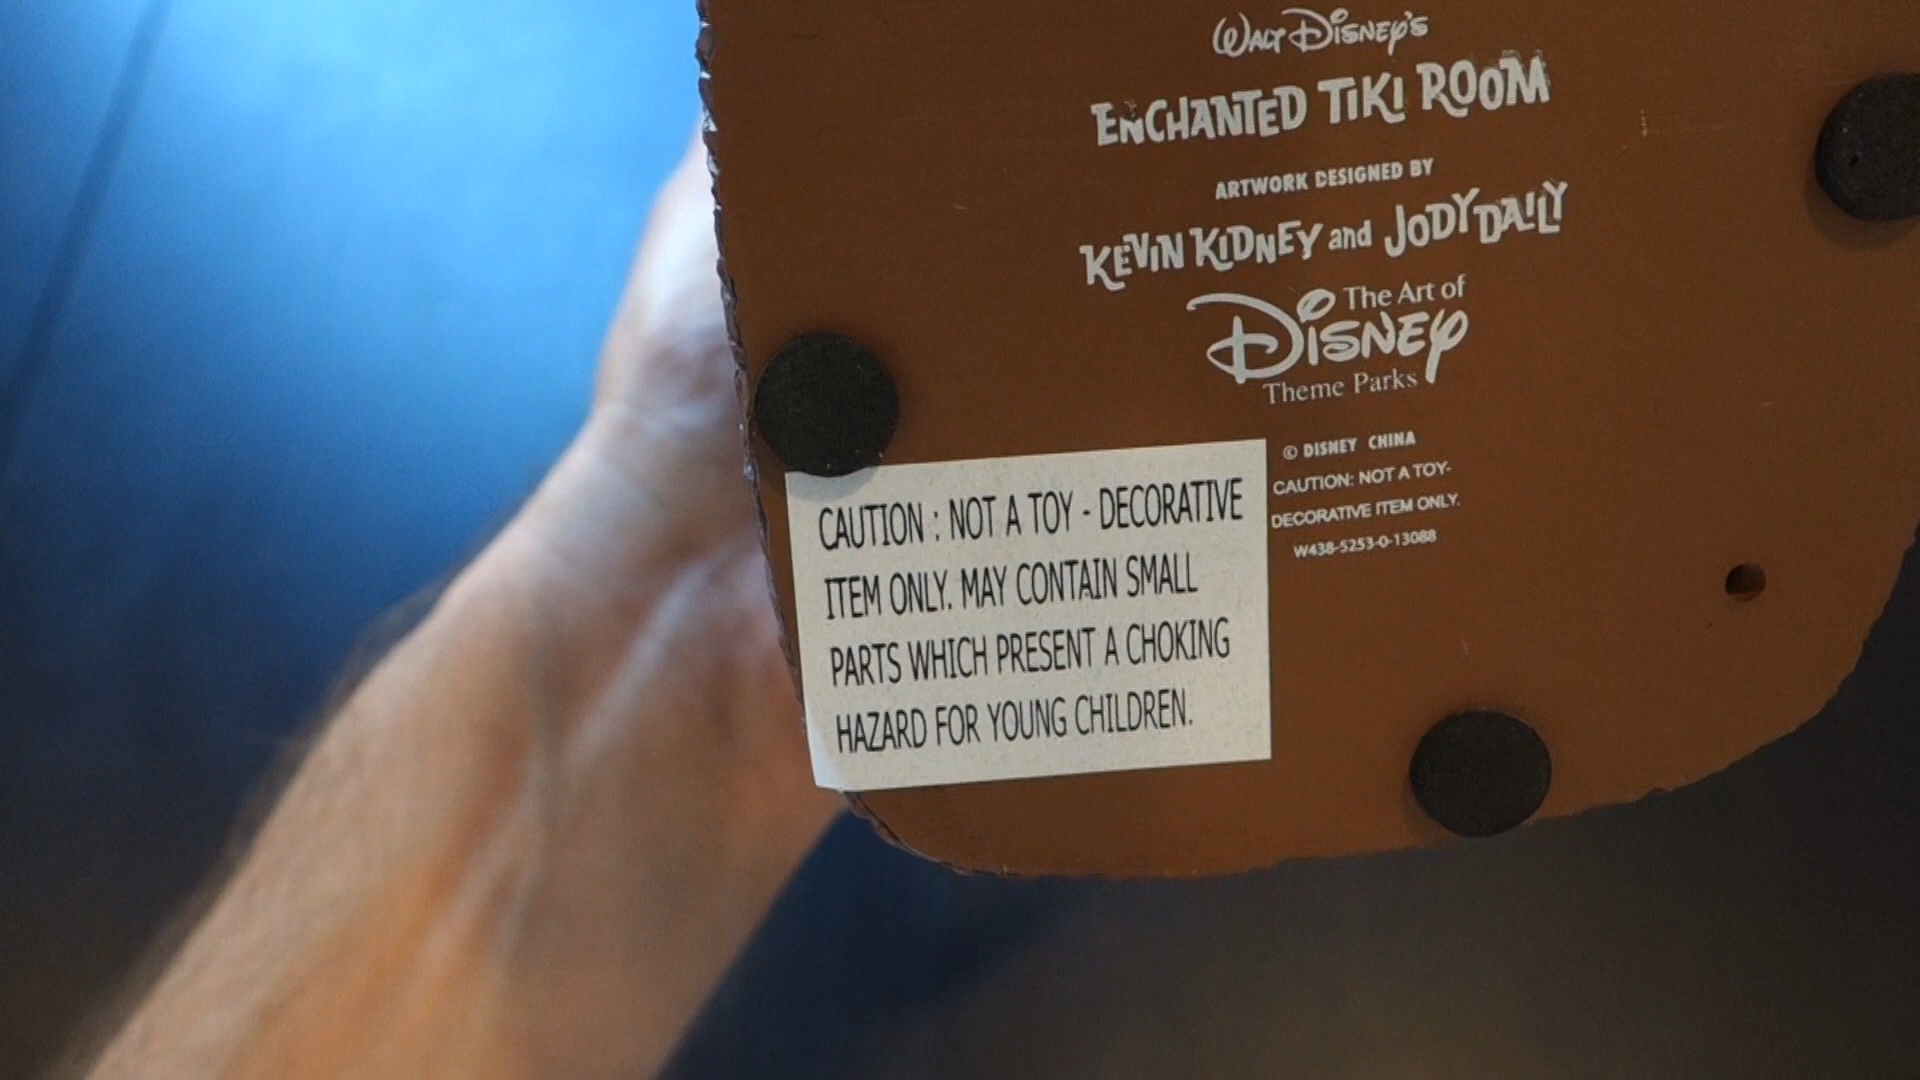 Walt Disney's
ENCHANTED TiKi ROOM
ARTWORK DESIGNED BY
KEViN KiDNEY and JODY DAiLY
The Art of
Disney
Theme Parks
© DISNEY CHINA
CAUTION: NOT A TOY-
DECORATIVE ITEM ONLY.
W438-5253-0-13088
CAUTION : NOT A TOY - DECORATIVE
ITEM ONLY. MAY CONTAIN SMALL
PARTS WHICH PRESENT A CHOKING
HAZARD FOR YOUNG CHILDREN.